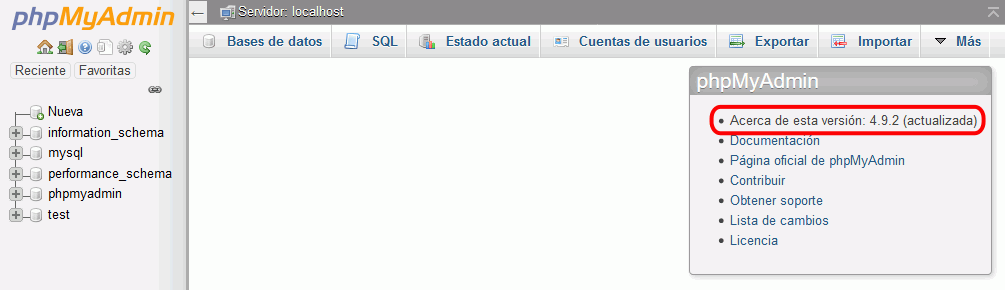 phpMyAdmin
Servidor: localhost
Bases de datos SQL Estado actual Cuentas de usuarios Exportar Importar Más
Reciente Favoritas
Nueva
information_schema
mysql
performance_schema
phpmyadmin
test
phpMyAdmin
Acerca de esta versión: 4.9.2 (actualizada)
Documentación
Página oficial de phpMyAdmin
Contribuir
Obtener soporte
Lista de cambios
Licencia